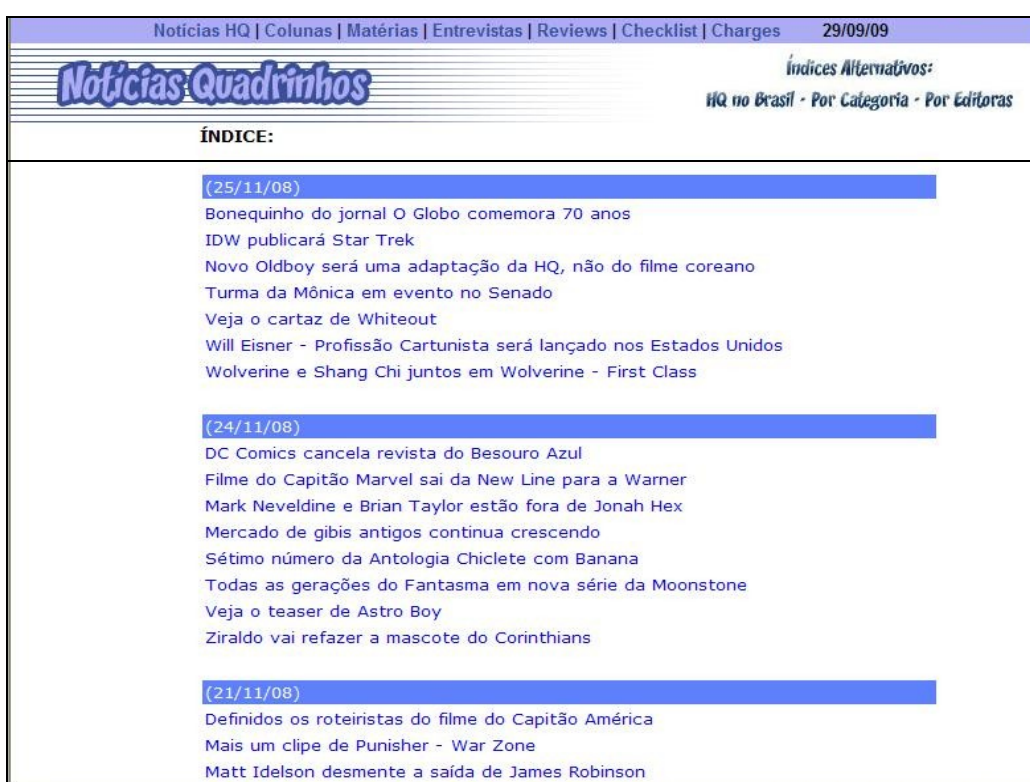 Notícias HQ | Colunas | Matérias | Entrevistas | Reviews | Checklist | Charges 29/09/09
Notícias Quadrinhos
Índices Alternativos:
HQ no Brasil - Por Categoria - Por Editoras
ÍNDICE:
(25/11/08)
Bonequinho do jornal O Globo comemora 70 anos
IDW publicará Star Trek
Novo Oldboy será uma adaptação da HQ, não do filme coreano
Turma da Mônica em evento no Senado
Veja o cartaz de Whiteout
Will Eisner - Profissão Cartunista será lançado nos Estados Unidos
Wolverine e Shang Chi juntos em Wolverine - First Class
(24/11/08)
DC Comics cancela revista do Besouro Azul
Filme do Capitão Marvel sai da New Line para a Warner
Mark Neveldine e Brian Taylor estão fora de Jonah Hex
Mercado de gibis antigos continua crescendo
Sétimo número da Antologia Chiclete com Banana
Todas as gerações do Fantasma em nova série da Moonstone
Veja o teaser de Astro Boy
Ziraldo vai refazer a mascote do Corinthians
(21/11/08)
Definidos os roteiristas do filme do Capitão América
Mais um clipe de Punisher - War Zone
Matt Idelson desmente a saída de James Robinson